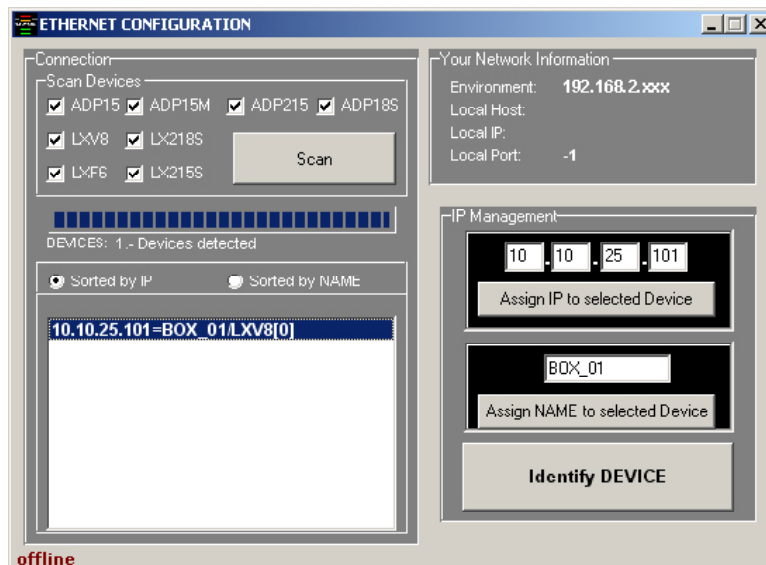 ETHERNET CONFIGURATION
Connection
Scan Devices
ADP15 ADP15M ADP215 ADP18S
LXV8 LX218S
LXF6 LX215S
Scan
DEVICES: 1.- Devices detected
Sorted by IP Sorted by NAME
10.10.25.101=BOX_01/LXV8[0]
offline
Your Network Information
Environment: 192.168.2.xxx
Local Host:
Local IP:
Local Port: -1
IP Management
10 . 10 . 25 . 101
Assign IP to selected Device
BOX_01
Assign NAME to selected Device
Identify DEVICE